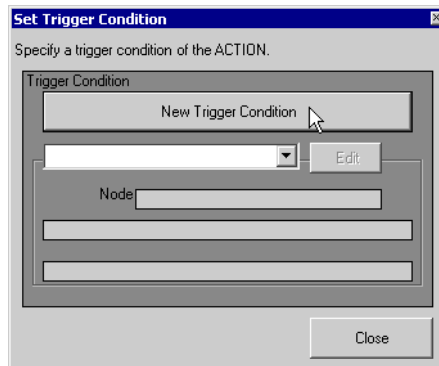 Set Trigger Condition
Specify a trigger condition of the ACTION.
Trigger Condition
New Trigger Condition
Edit
Node
Close